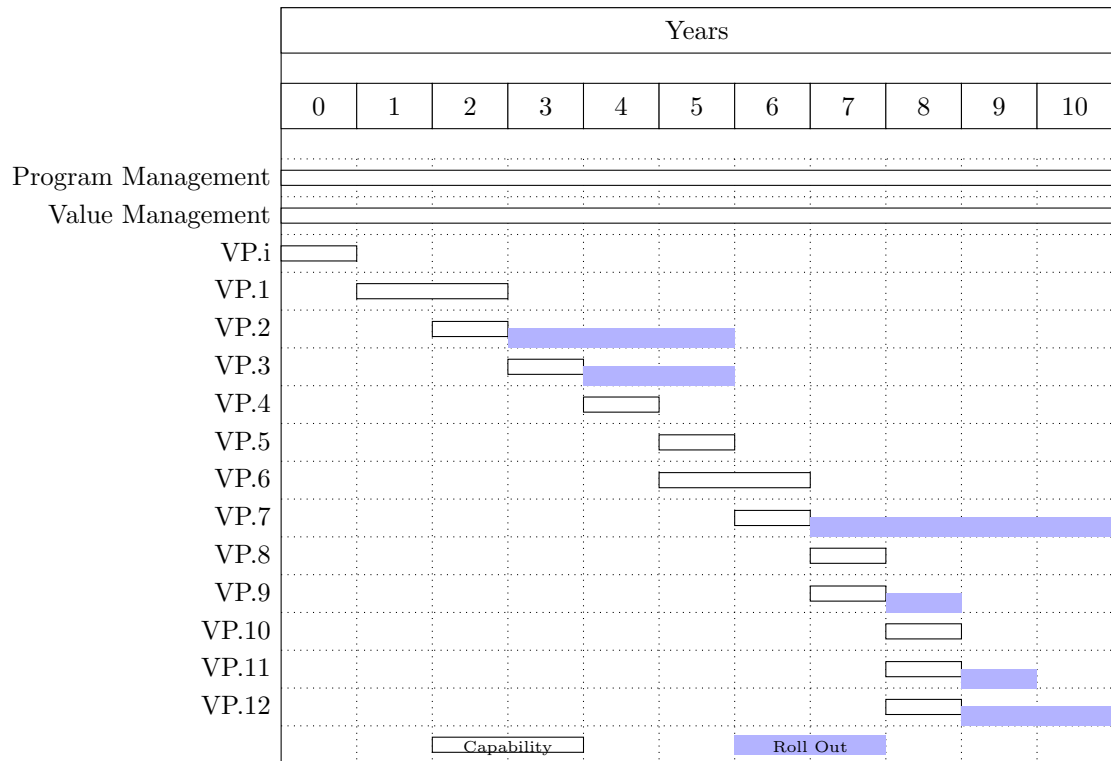 Years
0 1 2 3 4 5 6 7 8 9 10
Program Management
Value Management
VP.i
VP.1
VP.2
VP.3
VP.4
VP.5
VP.6
VP.7
VP.8
VP.9
VP.10
VP.11
VP.12
Capability Roll Out